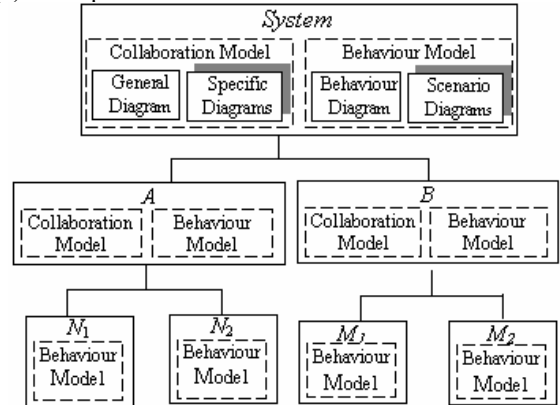 System
Collaboration Model Behaviour Model
General Diagram Specific Diagrams Behaviour Diagram Scenario Diagrams
A B
Collaboration Model Behaviour Model Collaboration Model Behaviour Model
N1 N2 M1 M2
Behaviour Model Behaviour Model Behaviour Model Behaviour Model